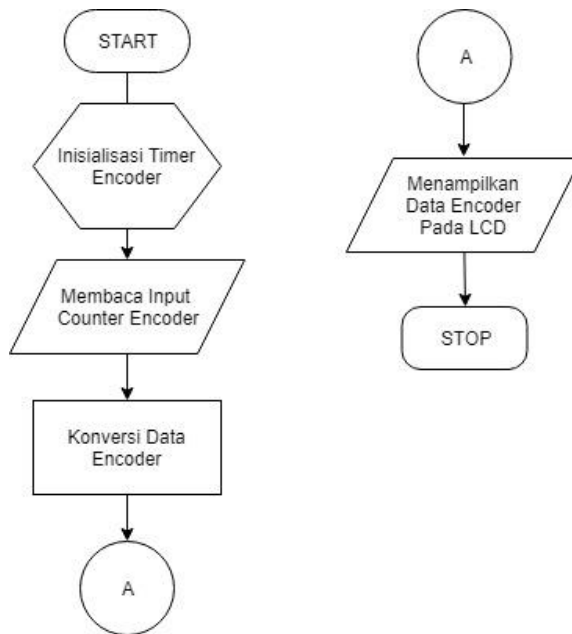 START
Inisialisasi Timer
Encoder
Membaca Input
Counter Encoder
Konversi Data
Encoder
A
A
Menampilkan
Data Encoder
Pada LCD
STOP